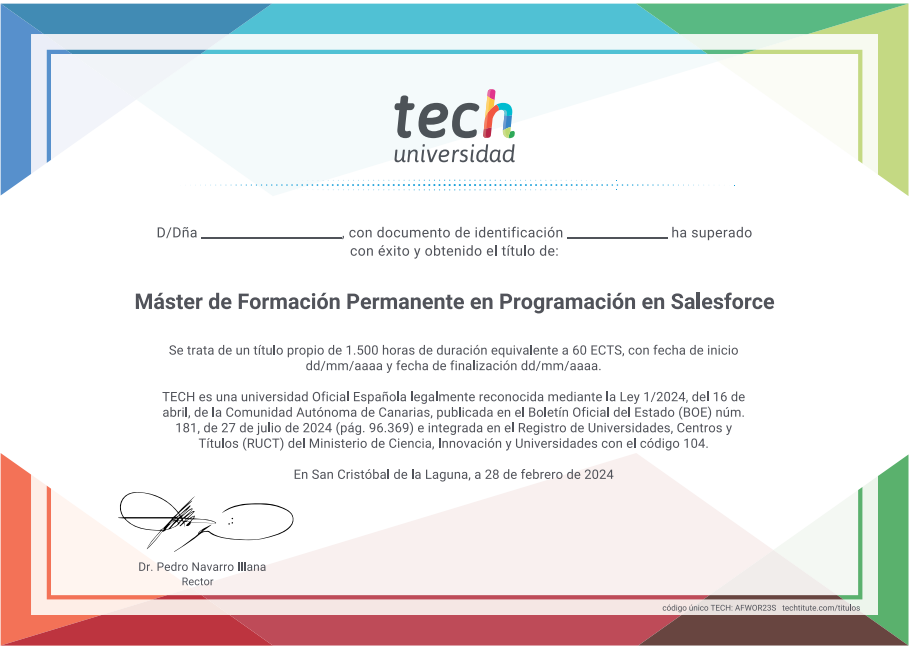 tech
universidad
D/Dña ____________________, con documento de identificación ______________ ha superado
con éxito y obtenido el título de:
Máster de Formación Permanente en Programación en Salesforce
Se trata de un título propio de 1.500 horas de duración equivalente a 60 ECTS, con fecha de inicio
dd/mm/aaaa y fecha de finalización dd/mm/aaaa.
TECH es una universidad Oficial Española legalmente reconocida mediante la Ley 1/2024, del 16 de
abril, de la Comunidad Autónoma de Canarias, publicada en el Boletín Oficial del Estado (BOE) núm.
181, de 27 de julio de 2024 (pág. 96.369) e integrada en el Registro de Universidades, Centros y
Títulos (RUCT) del Ministerio de Ciencia, Innovación y Universidades con el código 104.
En San Cristóbal de la Laguna, a 28 de febrero de 2024
Dr. Pedro Navarro Illana
Rector
código único TECH: AFWOR23S techtitute.com/titulos